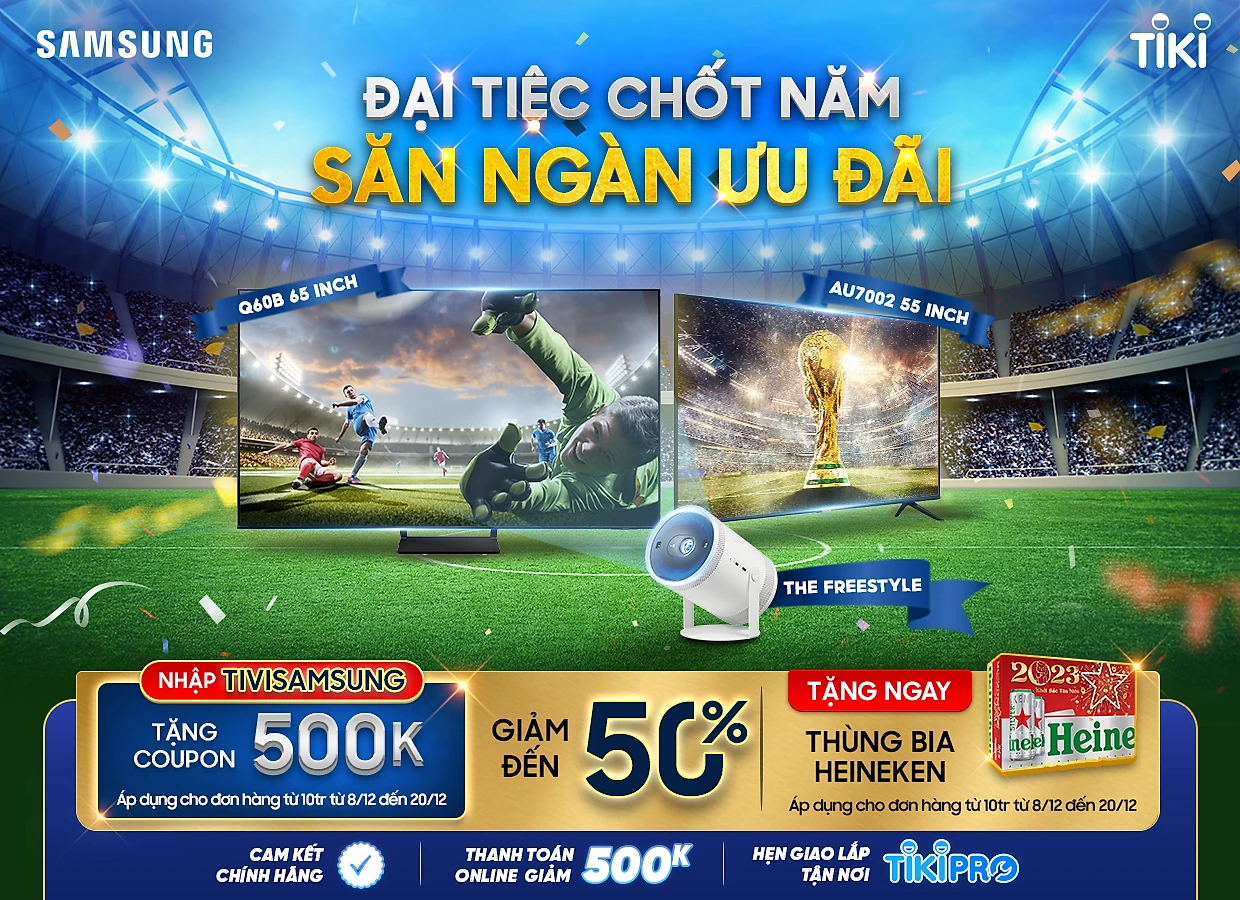 SAMSUNG
TIKI
ĐẠI TIỆC CHỐT NĂM
SĂN NGÀN ƯU ĐÃI
Q60B 65 INCH
AU7002 55 INCH
THE FREESTYLE
NHẬP TIVISAMSUNG
TẶNG
COUPON
500K
Áp dụng cho đơn hàng từ 10tr từ 8/12 đến 20/12
GIẢM
ĐẾN
50%
TẶNG NGAY
THÙNG BIA
HEINEKEN
Áp dụng cho đơn hàng từ 10tr từ 8/12 đến 20/12
2023
Heine
CAM KẾT
CHÍNH HÃNG
THANH TOÁN
ONLINE GIẢM
500K
HẸN GIAO LẮP
TẬN NƠI
TIKIPRO